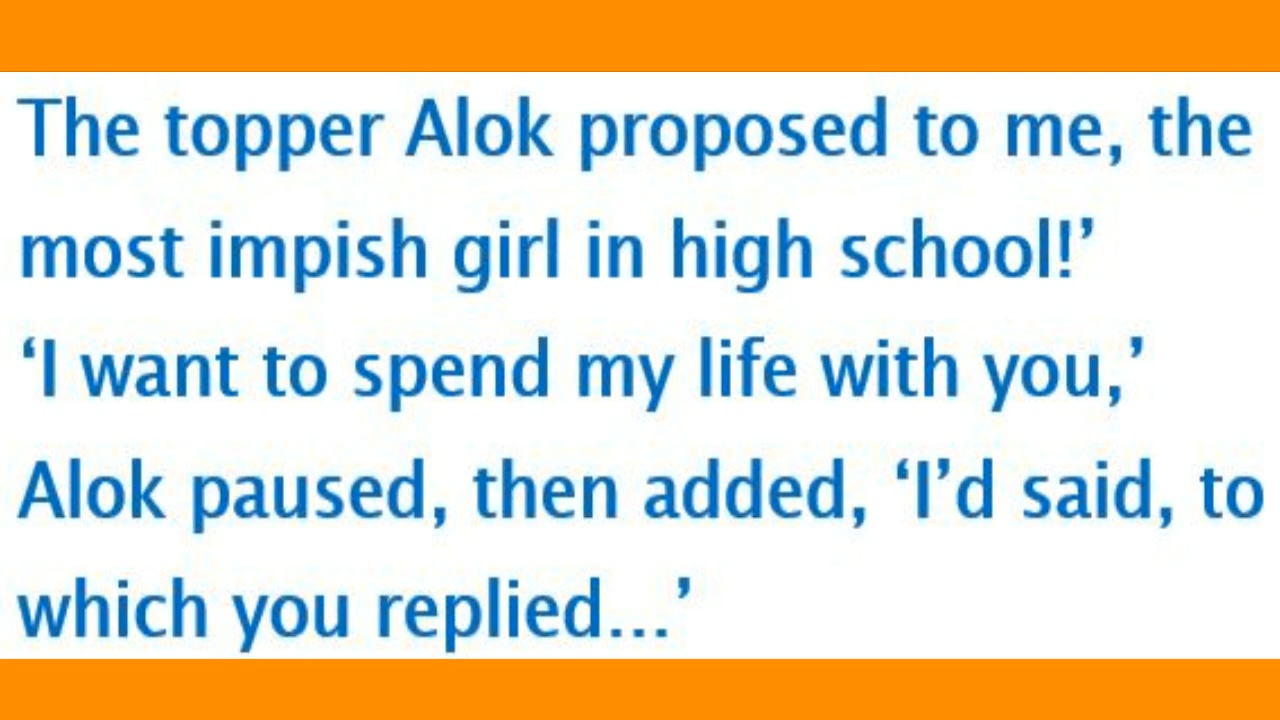 The topper Alok proposed to me, the
most impish girl in high school!’
‘I want to spend my life with you,’
Alok paused, then added, ‘I’d said, to
which you replied...’